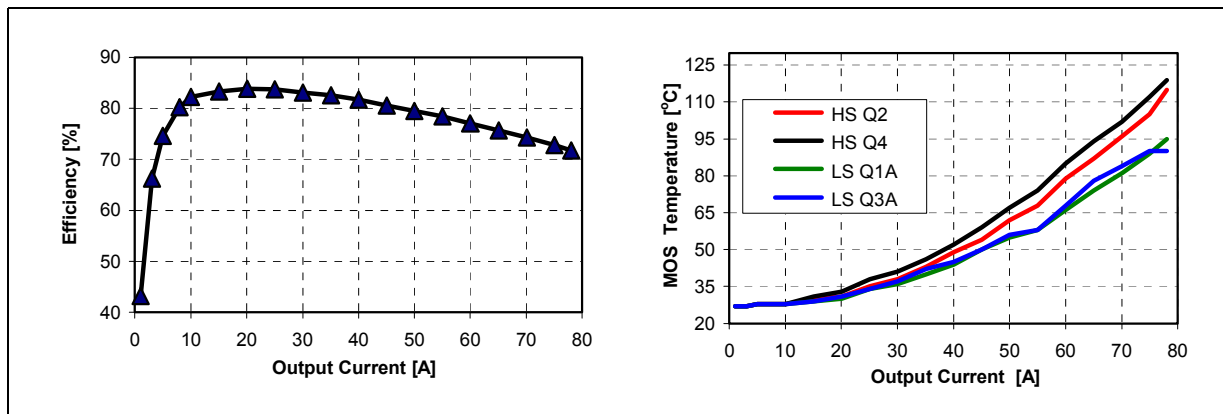 Efficiency [%]
90
80
70
60
50
40
0 10 20 30 40 50 60 70 80
Output Current [A]
MOS Temperature [°C]
125
110
95
80
65
50
35
20
HS Q2
HS Q4
LS Q1A
LS Q3A
0 10 20 30 40 50 60 70 80
Output Current [A]